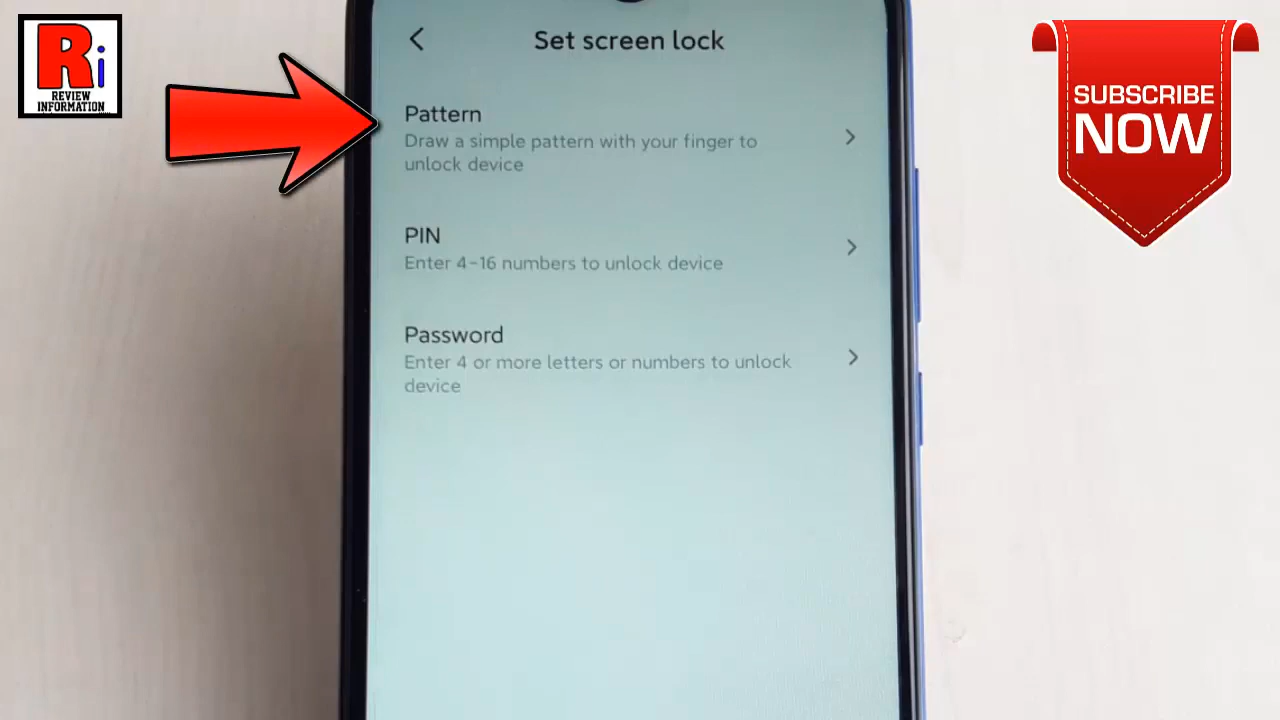 Ri
REVIEW
INFORMATION
Set screen lock
SUBSCRIBE
NOW
Pattern
Draw a simple pattern with your finger to
unlock device
PIN
Enter 4-16 numbers to unlock device
Password
Enter 4 or more letters or numbers to unlock
device